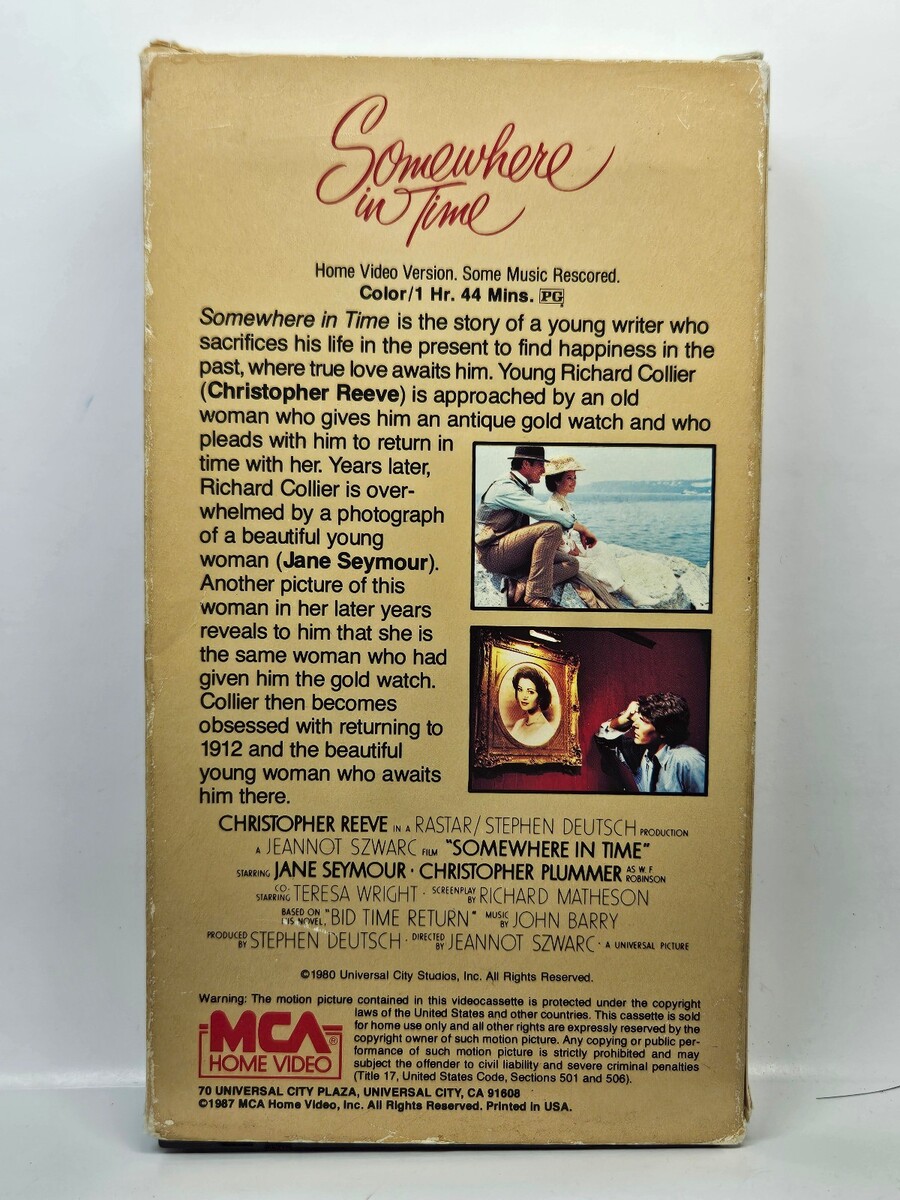 Somewhere
in Time
Home Video Version. Some Music Rescored.
Color/1 Hr. 44 Mins. PG
Somewhere in Time is the story of a young writer who
sacrifices his life in the present to find happiness in the
past, where true love awaits him. Young Richard Collier
(Christopher Reeve) is approached by an old
woman who gives him an antique gold watch and who
pleads with him to return in
time with her. Years later,
Richard Collier is over-
whelmed by a photograph
of a beautiful young
woman (Jane Seymour).
Another picture of this
woman in her later years
reveals to him that she is
the same woman who had
given him the gold watch.
Collier then becomes
obsessed with returning to
1912 and the beautiful
young woman who awaits
him there.
CHRISTOPHER REEVE IN A RASTAR/STEPHEN DEUTSCH PRODUCTION
A JEANNOT SZWARC FILM "SOMEWHERE IN TIME"
STARRING JANE SEYMOUR · CHRISTOPHER PLUMMER AS W. F. ROBINSON
CO-STARRING TERESA WRIGHT · SCREENPLAY BY RICHARD MATHESON
BASED ON HIS NOVEL, "BID TIME RETURN" MUSIC BY JOHN BARRY
PRODUCED BY STEPHEN DEUTSCH · DIRECTED BY JEANNOT SZWARC · A UNIVERSAL PICTURE
©1980 Universal City Studios, Inc. All Rights Reserved.
Warning: The motion picture contained in this videocassette is protected under the copyright
laws of the United States and other countries. This cassette is sold
for home use only and all other rights are expressly reserved by the
copyright owner of such motion picture. Any copying or public per-
formance of such motion picture is strictly prohibited and may
subject the offender to civil liability and severe criminal penalties
(Title 17, United States Code, Sections 501 and 506).
MCA®
HOME VIDEO
70 UNIVERSAL CITY PLAZA, UNIVERSAL CITY, CA 91608
©1987 MCA Home Video, Inc. All Rights Reserved. Printed in USA.